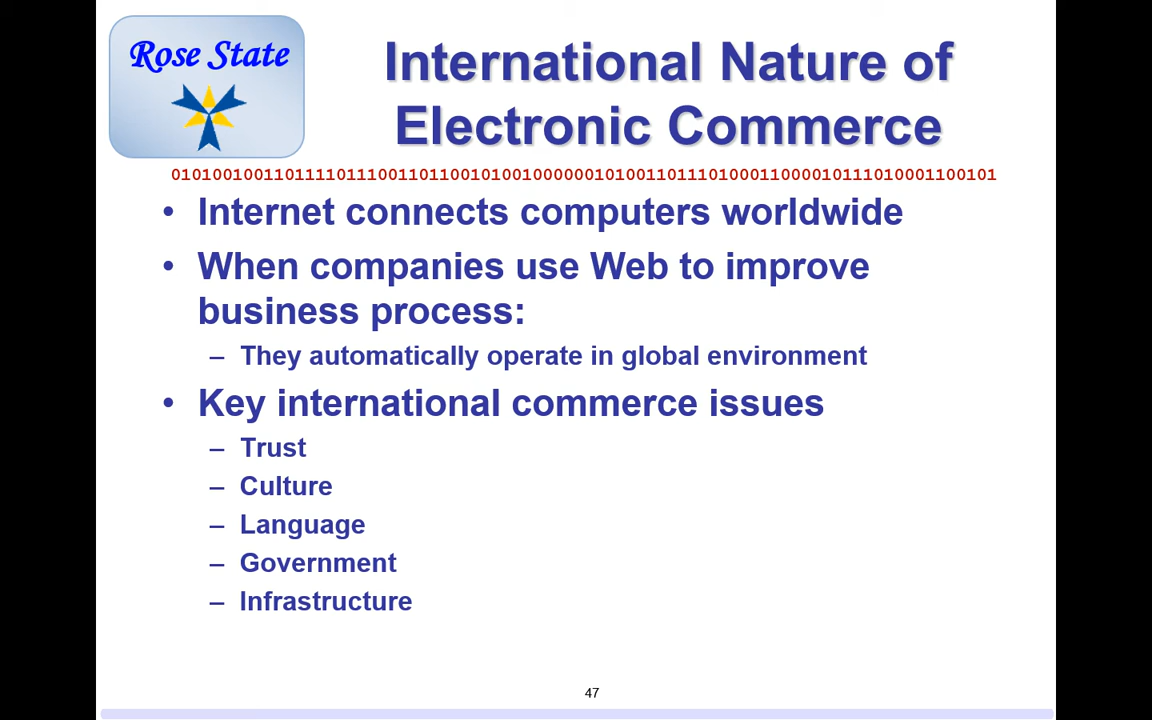 Rose State
International Nature of
Electronic Commerce
01010010011011110111001101100101001000000101001101110100011000010111010001100101
• Internet connects computers worldwide
• When companies use Web to improve
business process:
– They automatically operate in global environment
• Key international commerce issues
– Trust
– Culture
– Language
– Government
– Infrastructure
47